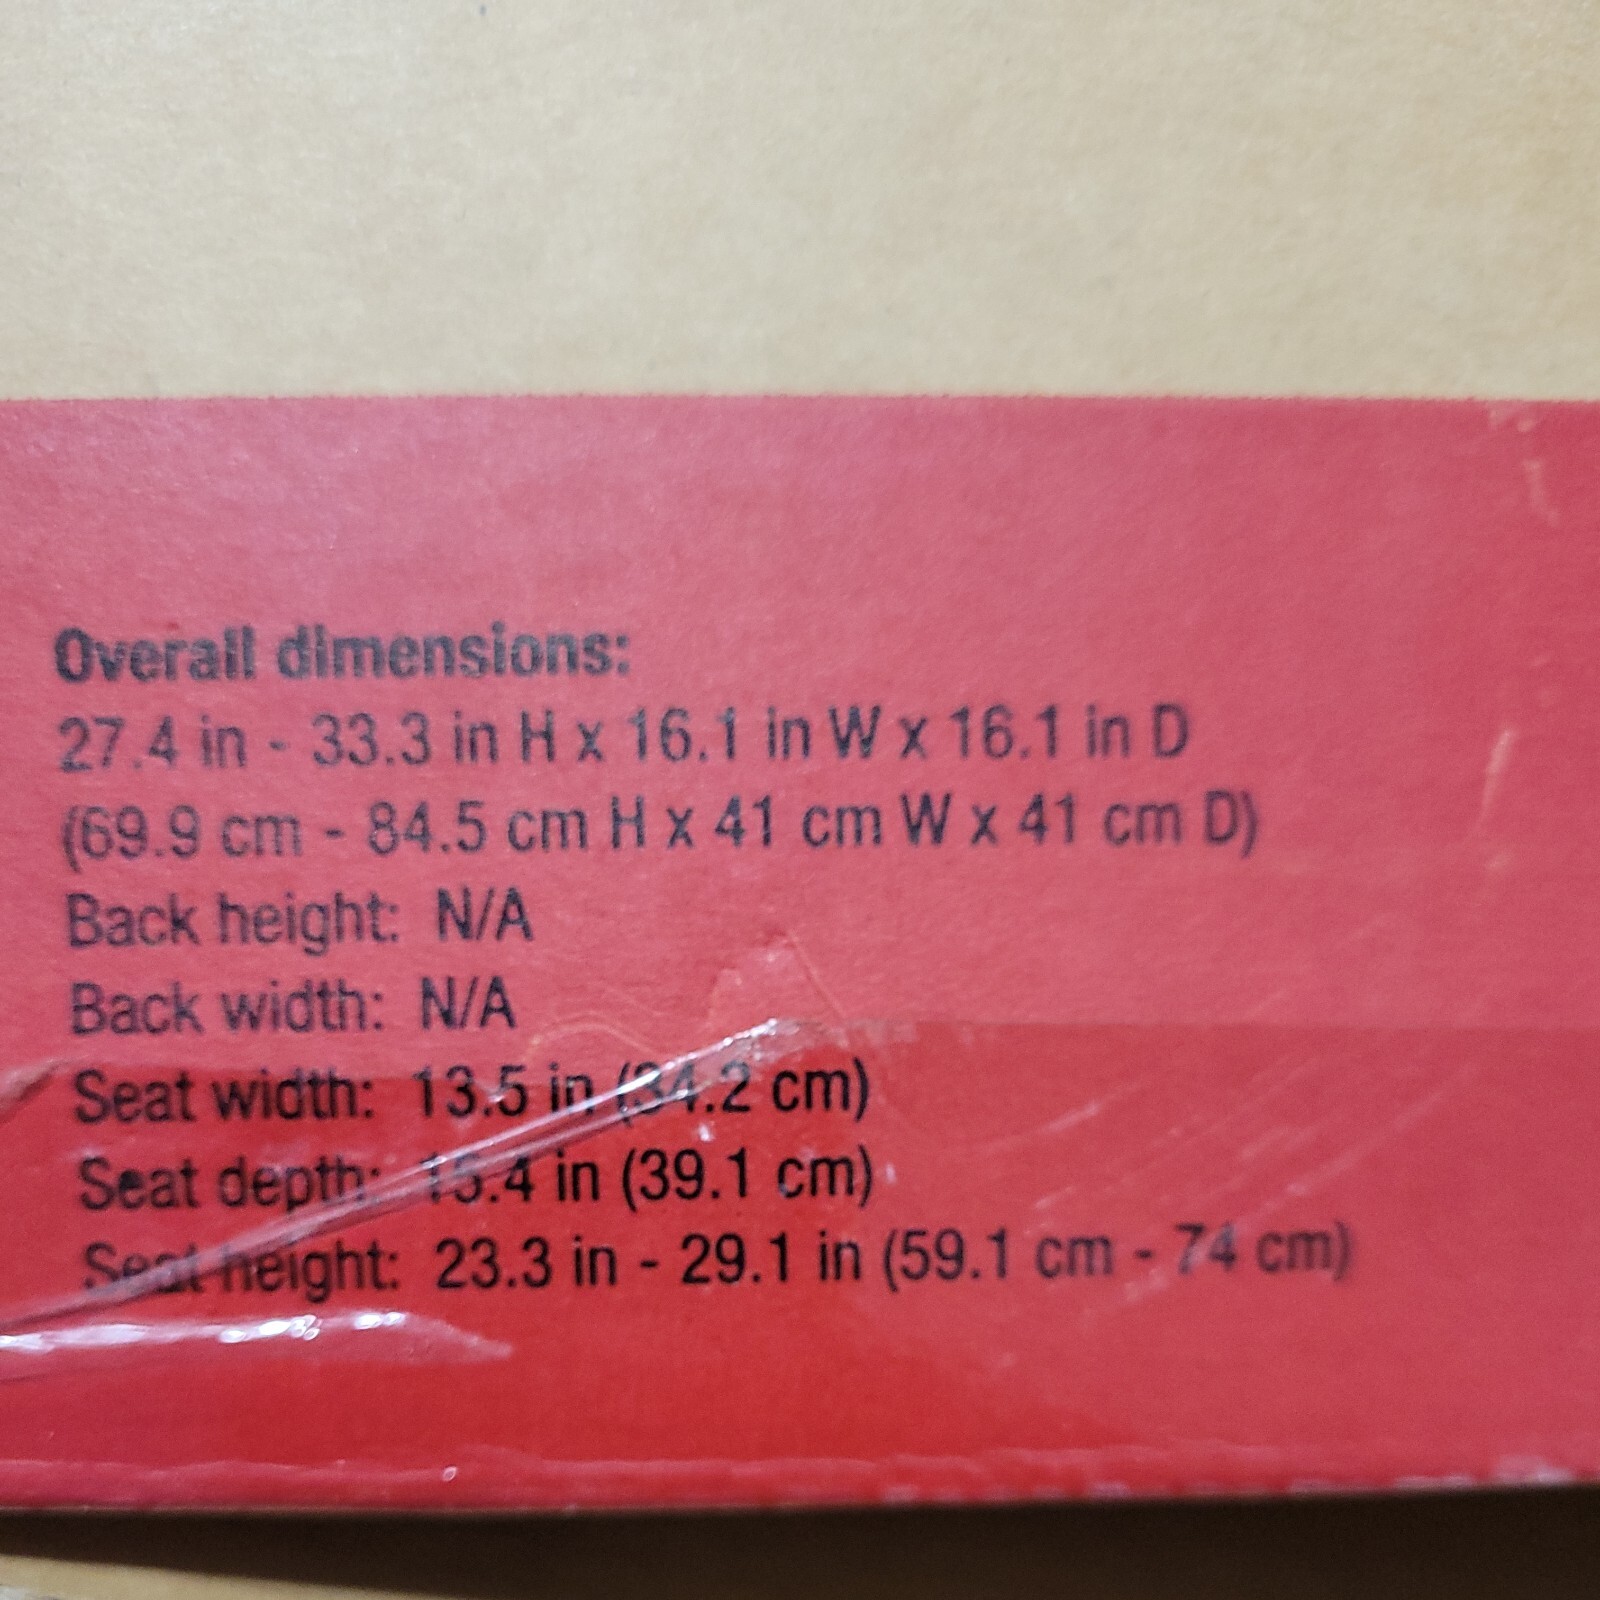 Overall dimensions:
27.4 in - 33.3 in H x 16.1 in W x 16.1 in D
(69.9 cm - 84.5 cm H x 41 cm W x 41 cm D)
Back height: N/A
Back width: N/A
Seat width: 13.5 in (34.2 cm)
Seat depth: 15.4 in (39.1 cm)
Seat height: 23.3 in - 29.1 in (59.1 cm - 74 cm)